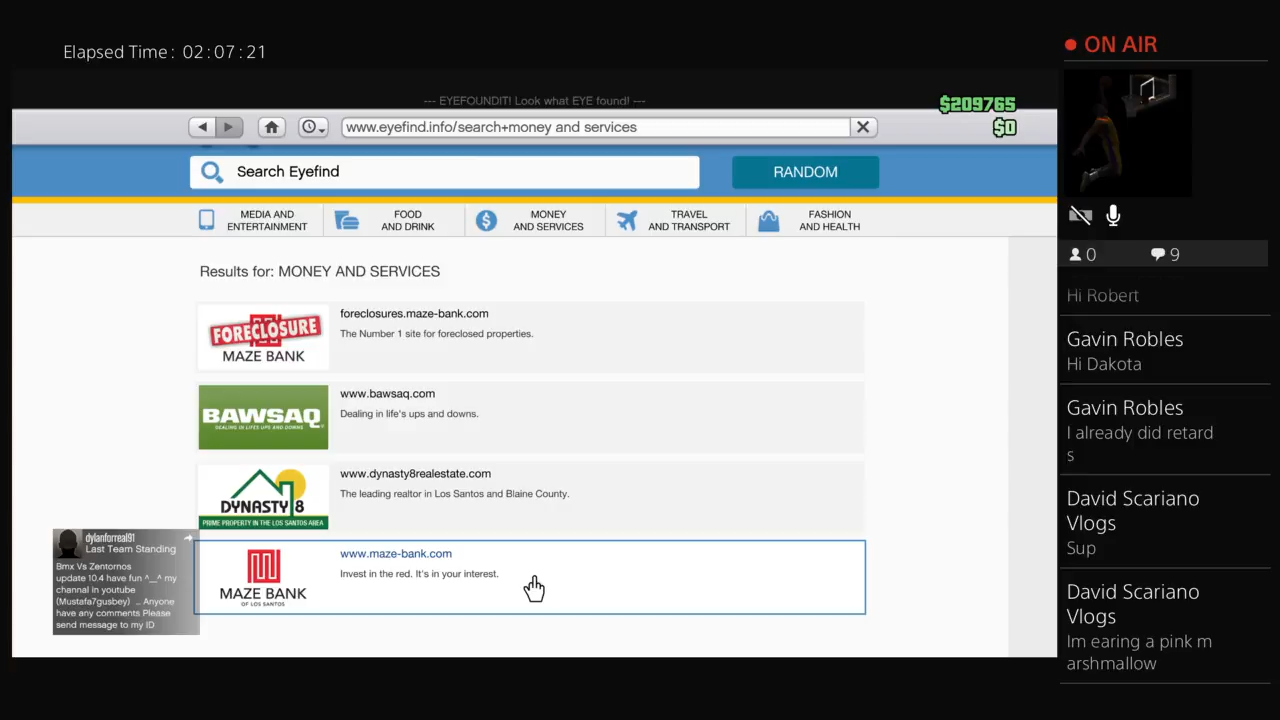 Elapsed Time: 02:07:21
ON AIR
--- EYEFOUNDIT! Look what EYE found! ---
$209765
$0
www.eyefind.info/search+money and services
Search Eyefind
RANDOM
MEDIA AND
ENTERTAINMENT
FOOD
AND DRINK
MONEY
AND SERVICES
TRAVEL
AND TRANSPORT
FASHION
AND HEALTH
Results for: MONEY AND SERVICES
FORECLOSURE
MAZE BANK
foreclosures.maze-bank.com
The Number 1 site for foreclosed properties.
BAWSAQ
DEALING IN LIFE'S UPS AND DOWNS
www.bawsaq.com
Dealing in life's ups and downs.
DYNASTY 8
PRIME PROPERTY IN THE LOS SANTOS AREA
www.dynasty8realestate.com
The leading realtor in Los Santos and Blaine County.
MAZE BANK
OF LOS SANTOS
www.maze-bank.com
Invest in the red. It's in your interest.
dylanforreal91
Last Team Standing
Bmx Vs Zentornos
update 10.4 have fun ^__^ my
channal in youtube
(Mustafa7gusbey) .. Anyone
have any comments Please
send message to my ID
0
9
Hi Robert
Gavin Robles
Hi Dakota
Gavin Robles
I already did retard
s
David Scariano
Vlogs
Sup
David Scariano
Vlogs
Im earing a pink m
arshmallow